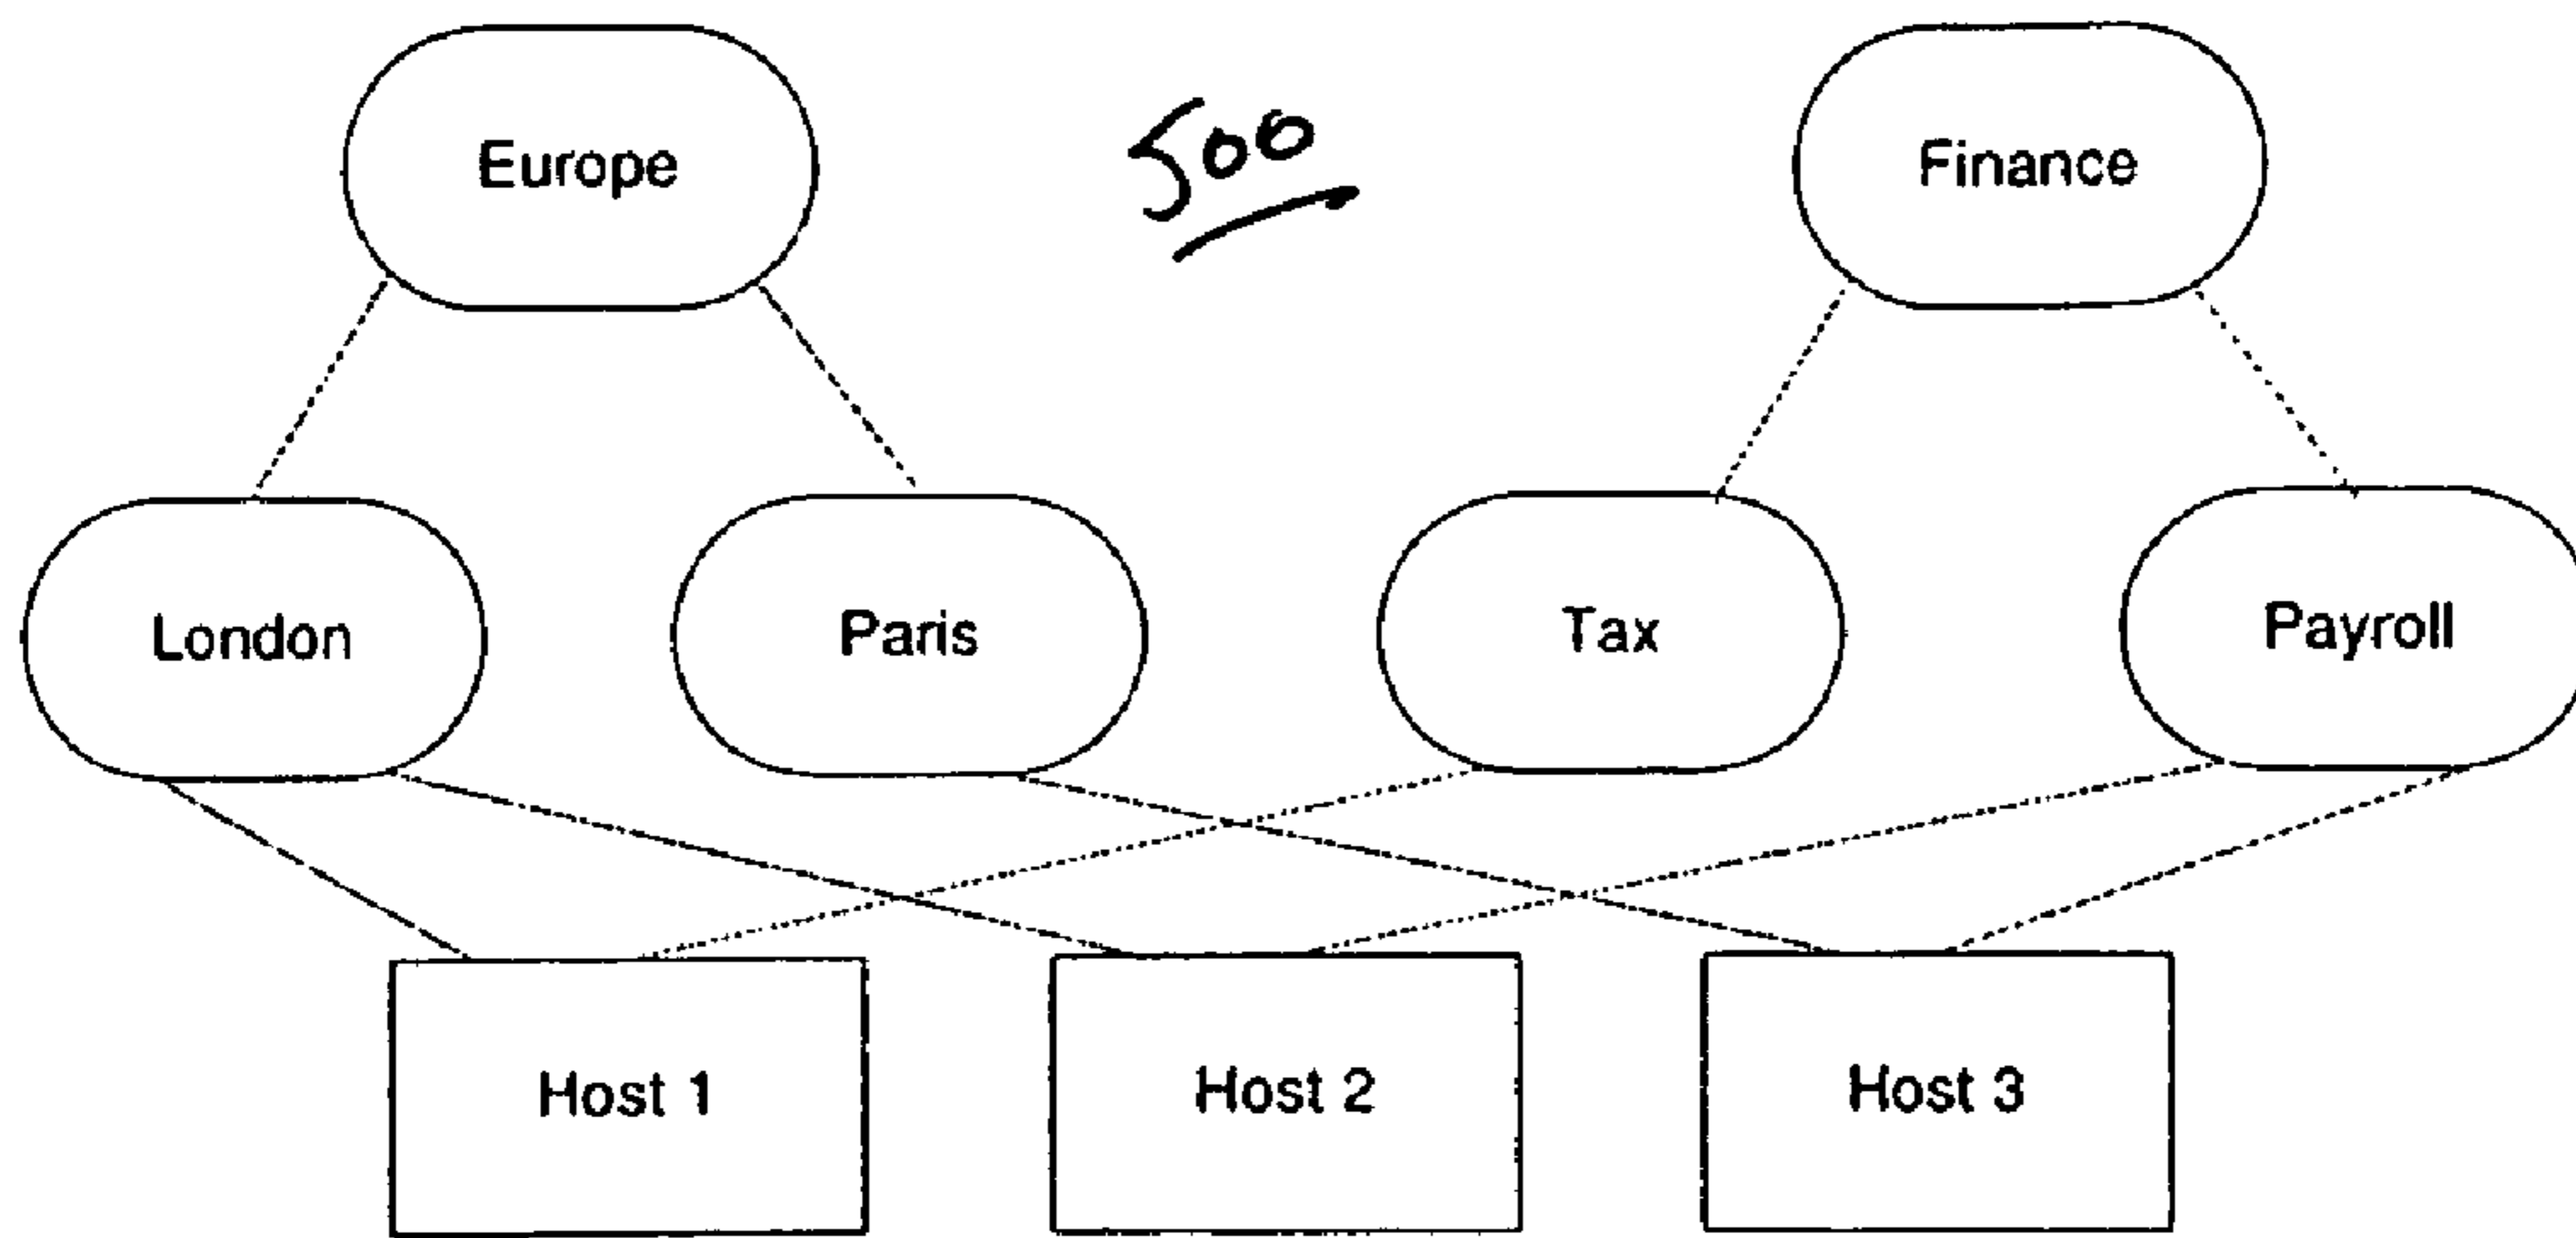 Europe
500
Finance
London
Paris
Tax
Payroll
Host 1
Host 2
Host 3